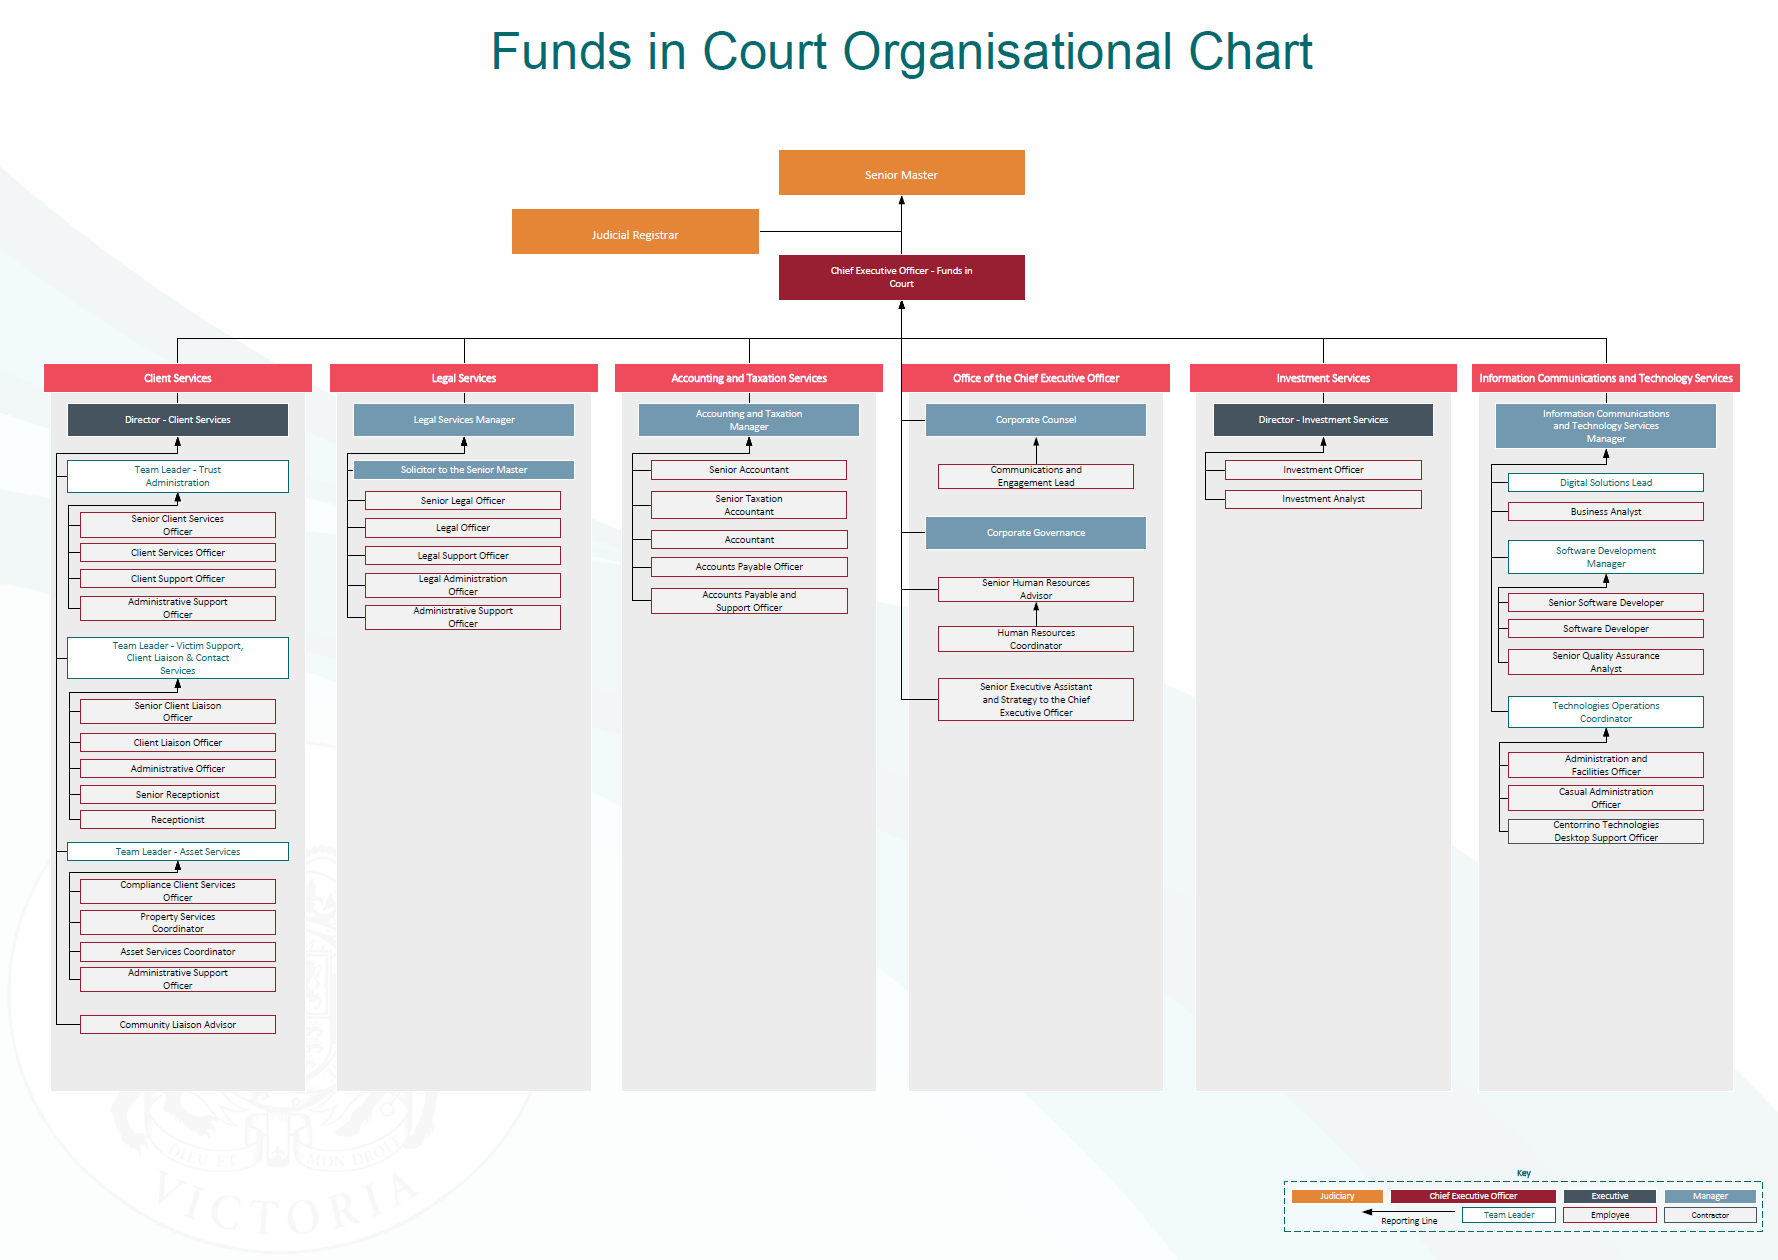 Funds in Court Organisational Chart
Senior Master
Judicial Registrar
Chief Executive Officer - Funds in
Court
Client Services
Director - Client Services
Team Leader - Trust
Administration
Senior Client Services
Officer
Client Services Officer
Client Support Officer
Administrative Support
Officer
Team Leader - Victim Support,
Client Liaison & Contact
Services
Senior Client Liaison
Officer
Client Liaison Officer
Administrative Officer
Senior Receptionist
Receptionist
Team Leader - Asset Services
Compliance Client Services
Officer
Property Services
Coordinator
Asset Services Coordinator
Administrative Support
Officer
Community Liaison Advisor
Legal Services
Legal Services Manager
Solicitor to the Senior Master
Senior Legal Officer
Legal Officer
Legal Support Officer
Legal Administration
Officer
Administrative Support
Officer
Accounting and Taxation Services
Accounting and Taxation
Manager
Senior Accountant
Senior Taxation
Accountant
Accountant
Accounts Payable Officer
Accounts Payable and
Support Officer
Office of the Chief Executive Officer
Corporate Counsel
Communications and
Engagement Lead
Corporate Governance
Senior Human Resources
Advisor
Human Resources
Coordinator
Senior Executive Assistant
and Strategy to the Chief
Executive Officer
Investment Services
Director - Investment Services
Investment Officer
Investment Analyst
Information Communications and Technology Services
Information Communications
and Technology Services
Manager
Digital Solutions Lead
Business Analyst
Software Development
Manager
Senior Software Developer
Software Developer
Senior Quality Assurance
Analyst
Technologies Operations
Coordinator
Administration and
Facilities Officer
Casual Administration
Officer
Centorrino Technologies
Desktop Support Officer
DIEU ET MON DROIT
VICTORIA
Key
Judiciary
Chief Executive Officer
Executive
Manager
Reporting Line
Team Leader
Employee
Contractor